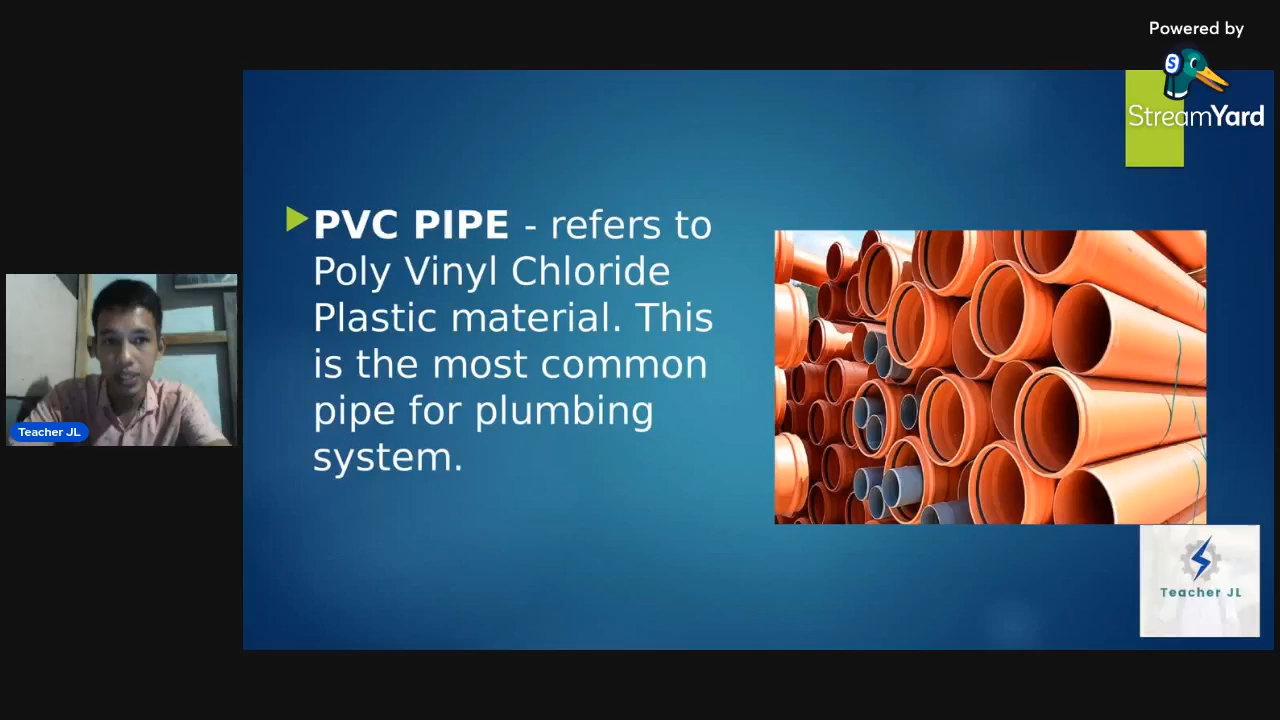 Powered by
StreamYard
PVC PIPE - refers to
Poly Vinyl Chloride
Plastic material. This
is the most common
pipe for plumbing
system.
Teacher JL
Teacher JL